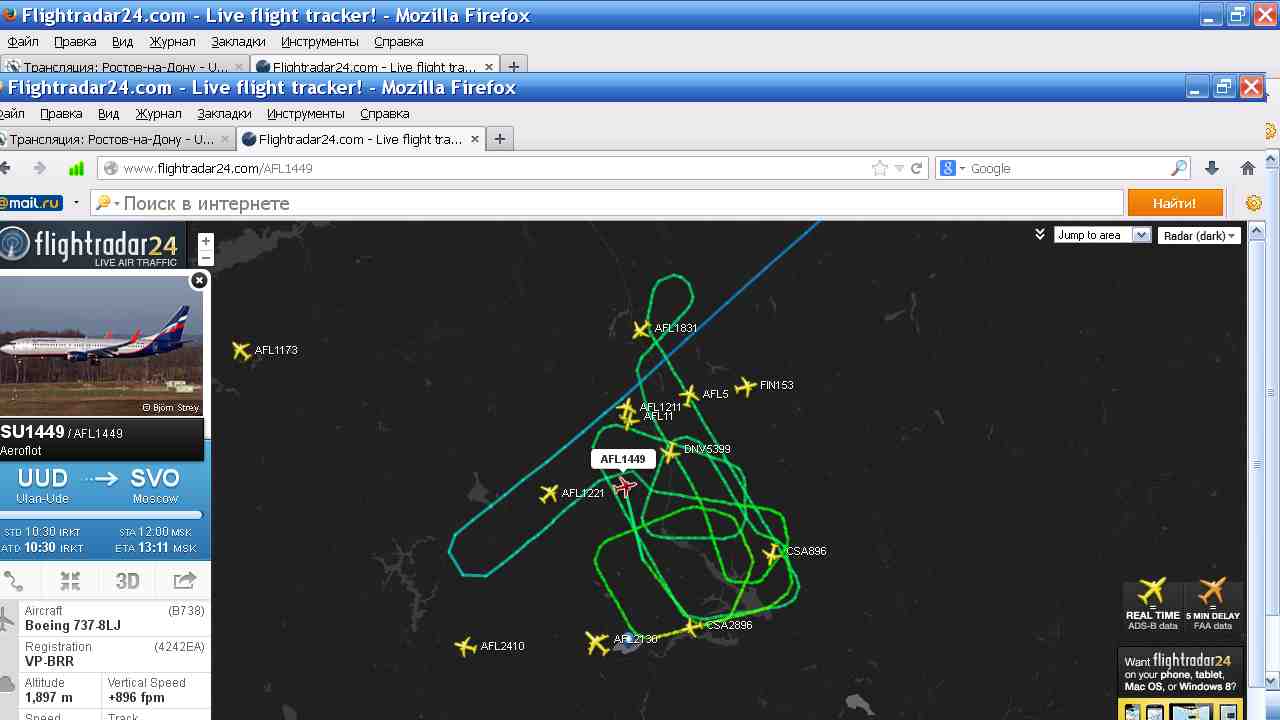 Flightradar24.com - Live flight tracker! - Mozilla Firefox
Файл Правка Вид Журнал Закладки Инструменты Справка
Трансляция: Ростов-на-Дону - U... Flightradar24.com - Live flight tra...
Flightradar24.com - Live flight tracker! - Mozilla Firefox
айл Правка Вид Журнал Закладки Инструменты Справка
Трансляция: Ростов-на-Дону - U... Flightradar24.com - Live flight tra...
www.flightradar24.com/AFL1449 Google
@mail.ru Поиск в интернете Найти!
flightradar24
LIVE AIR TRAFFIC
Jump to area Radar (dark)
© Björn Strey
SU1449 / AFL1449
Aeroflot
UUD SVO
Ulan-Ude Moscow
STD 10:30 IRKT STA 12:00 MSK
ATD 10:30 IRKT ETA 13:11 MSK
3D
Aircraft (B738)
Boeing 737-8LJ
Registration (4242EA)
VP-BRR
Altitude Vertical Speed
1,897 m +896 fpm
Speed Track
AFL1831
AFL1173
FIN153
AFL5
AFL1211
AFL11
DNV5399
AFL1449
AFL1221
CSA896
CSA2896
AFL2130
AFL2410
REAL TIME 5 MIN DELAY
ADS-B data FAA data
Want flightradar24
on your phone, tablet,
Mac OS, or Windows 8?